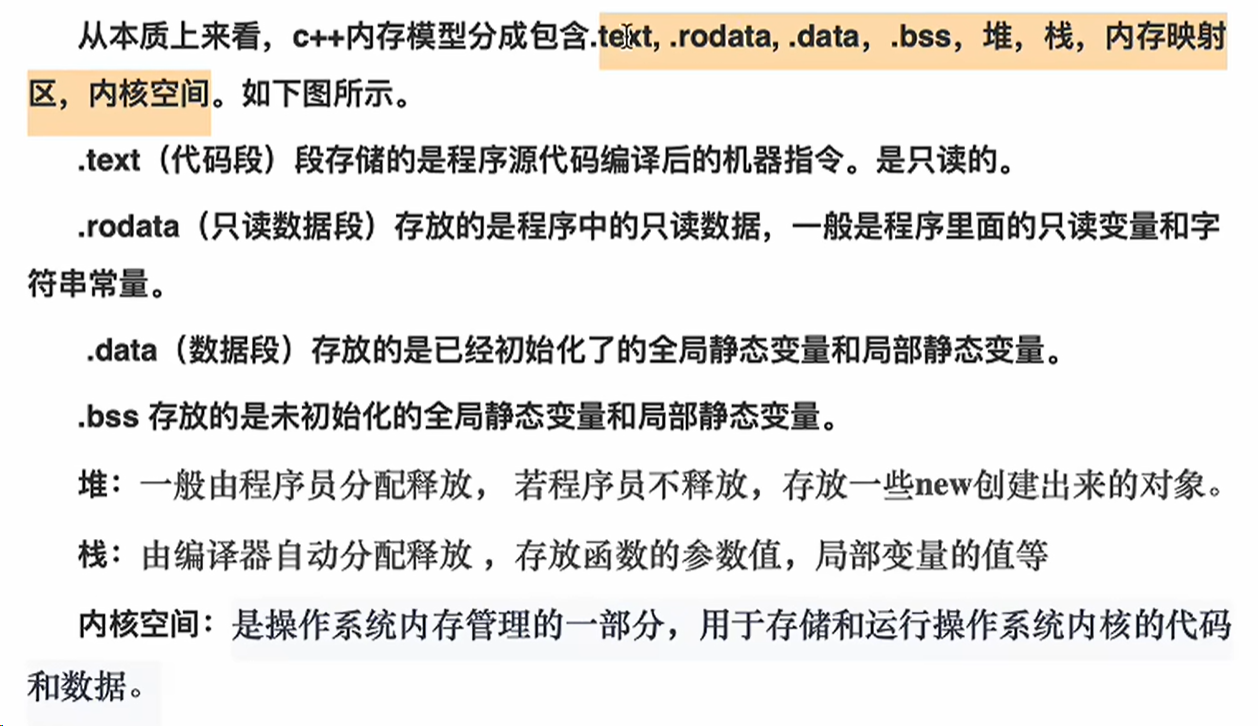 从本质上来看，c++内存模型分成包含.text, .rodata, .data，.bss，堆，栈，内存映射
区，内核空间。如下图所示。
.text（代码段）段存储的是程序源代码编译后的机器指令。是只读的。
.rodata（只读数据段）存放的是程序中的只读数据，一般是程序里面的只读变量和字
符串常量。
.data（数据段）存放的是已经初始化了的全局静态变量和局部静态变量。
.bss 存放的是未初始化的全局静态变量和局部静态变量。
堆：一般由程序员分配释放， 若程序员不释放，存放一些new创建出来的对象。
栈：由编译器自动分配释放 ，存放函数的参数值，局部变量的值等
内核空间：是操作系统内存管理的一部分，用于存储和运行操作系统内核的代码
和数据。